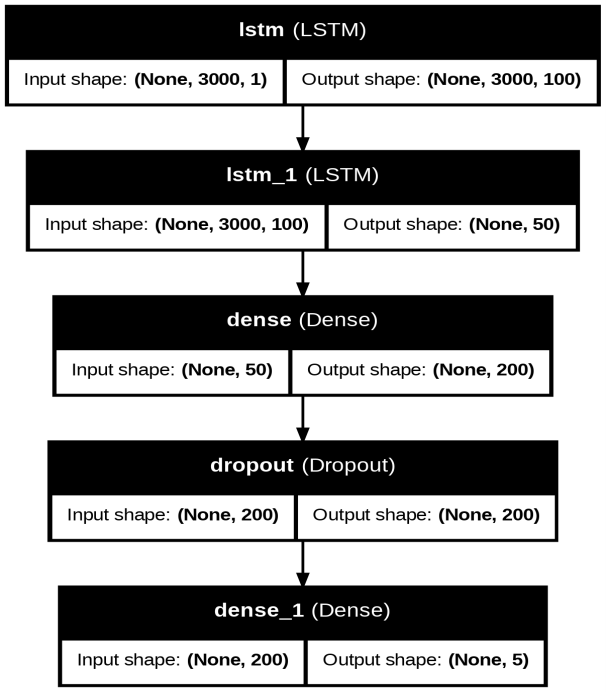 lstm (LSTM)
Input shape: (None, 3000, 1) Output shape: (None, 3000, 100)
lstm_1 (LSTM)
Input shape: (None, 3000, 100) Output shape: (None, 50)
dense (Dense)
Input shape: (None, 50) Output shape: (None, 200)
dropout (Dropout)
Input shape: (None, 200) Output shape: (None, 200)
dense_1 (Dense)
Input shape: (None, 200) Output shape: (None, 5)